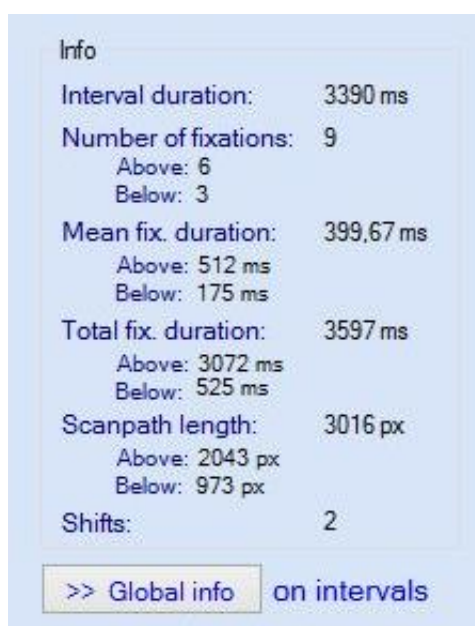 Info
Interval duration: 3390 ms
Number of fixations: 9
Above: 6
Below: 3
Mean fix. duration: 399,67 ms
Above: 512 ms
Below: 175 ms
Total fix. duration: 3597 ms
Above: 3072 ms
Below: 525 ms
Scanpath length: 3016 px
Above: 2043 px
Below: 973 px
Shifts: 2
>> Global info on intervals